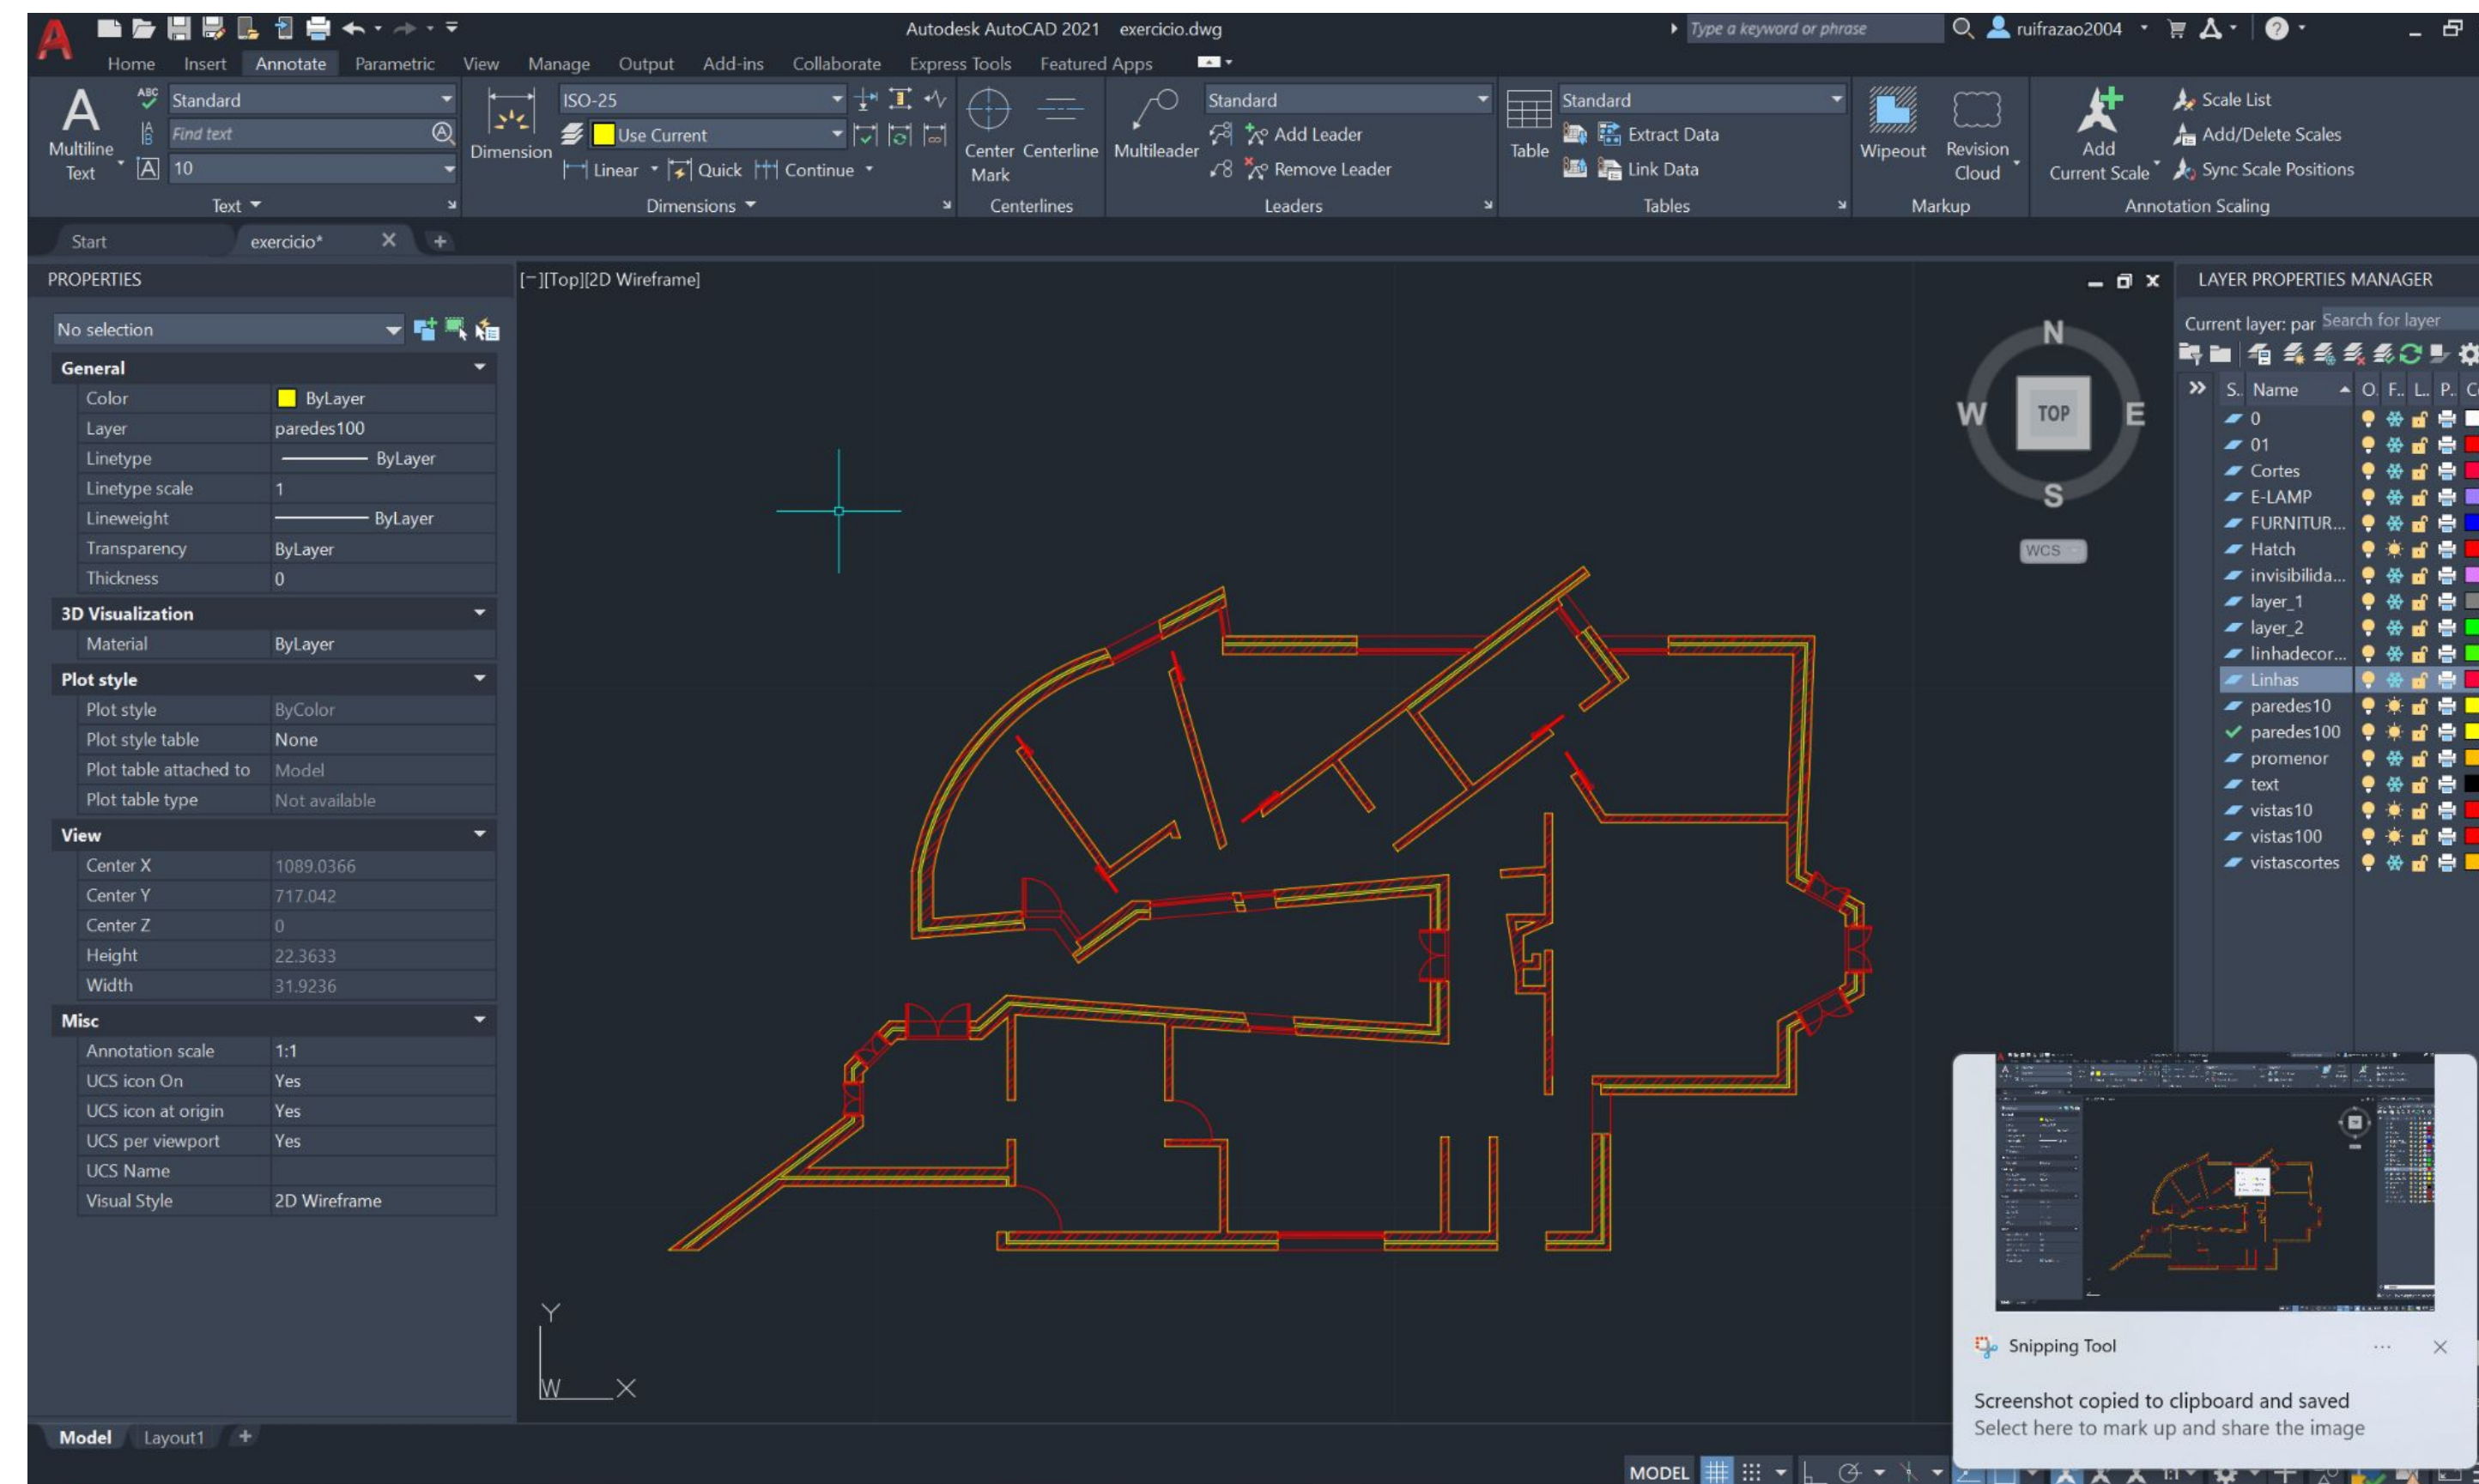 Autodesk AutoCAD 2021 exercicio.dwg
Type a keyword or phrase
ruifrazao2004
Home Insert Annotate Parametric View Manage Output Add-ins Collaborate Express Tools Featured Apps
A
Multiline
Text
ABC
Standard
Find text
10
Text
Dimension
ISO-25
Use Current
Linear Quick Continue
Dimensions
Center
Mark
Centerline
Centerlines
Multileader
Standard
Add Leader
Remove Leader
Leaders
Table
Standard
Extract Data
Link Data
Tables
Wipeout
Revision
Cloud
Markup
Add
Current Scale
Scale List
Add/Delete Scales
Sync Scale Positions
Annotation Scaling
Start exercicio*
PROPERTIES
No selection
General
Color ByLayer
Layer paredes100
Linetype ByLayer
Linetype scale 1
Lineweight ByLayer
Transparency ByLayer
Thickness 0
3D Visualization
Material ByLayer
Plot style
Plot style ByColor
Plot style table None
Plot table attached to Model
Plot table type Not available
View
Center X 1089.0366
Center Y 717.042
Center Z 0
Height 22.3633
Width 31.9236
Misc
Annotation scale 1:1
UCS icon On Yes
UCS icon at origin Yes
UCS per viewport Yes
UCS Name
Visual Style 2D Wireframe
[−][Top][2D Wireframe]
N
W TOP E
S
WCS
Y
W X
LAYER PROPERTIES MANAGER
Current layer: par Search for layer
S.. Name O. F.. L.. P.. C
0
01
Cortes
E-LAMP
FURNITUR...
Hatch
invisibilida...
layer_1
layer_2
linhadecor...
Linhas
paredes10
paredes100
promenor
text
vistas10
vistas100
vistascortes
Snipping Tool
Screenshot copied to clipboard and saved
Select here to mark up and share the image
Model Layout1
MODEL